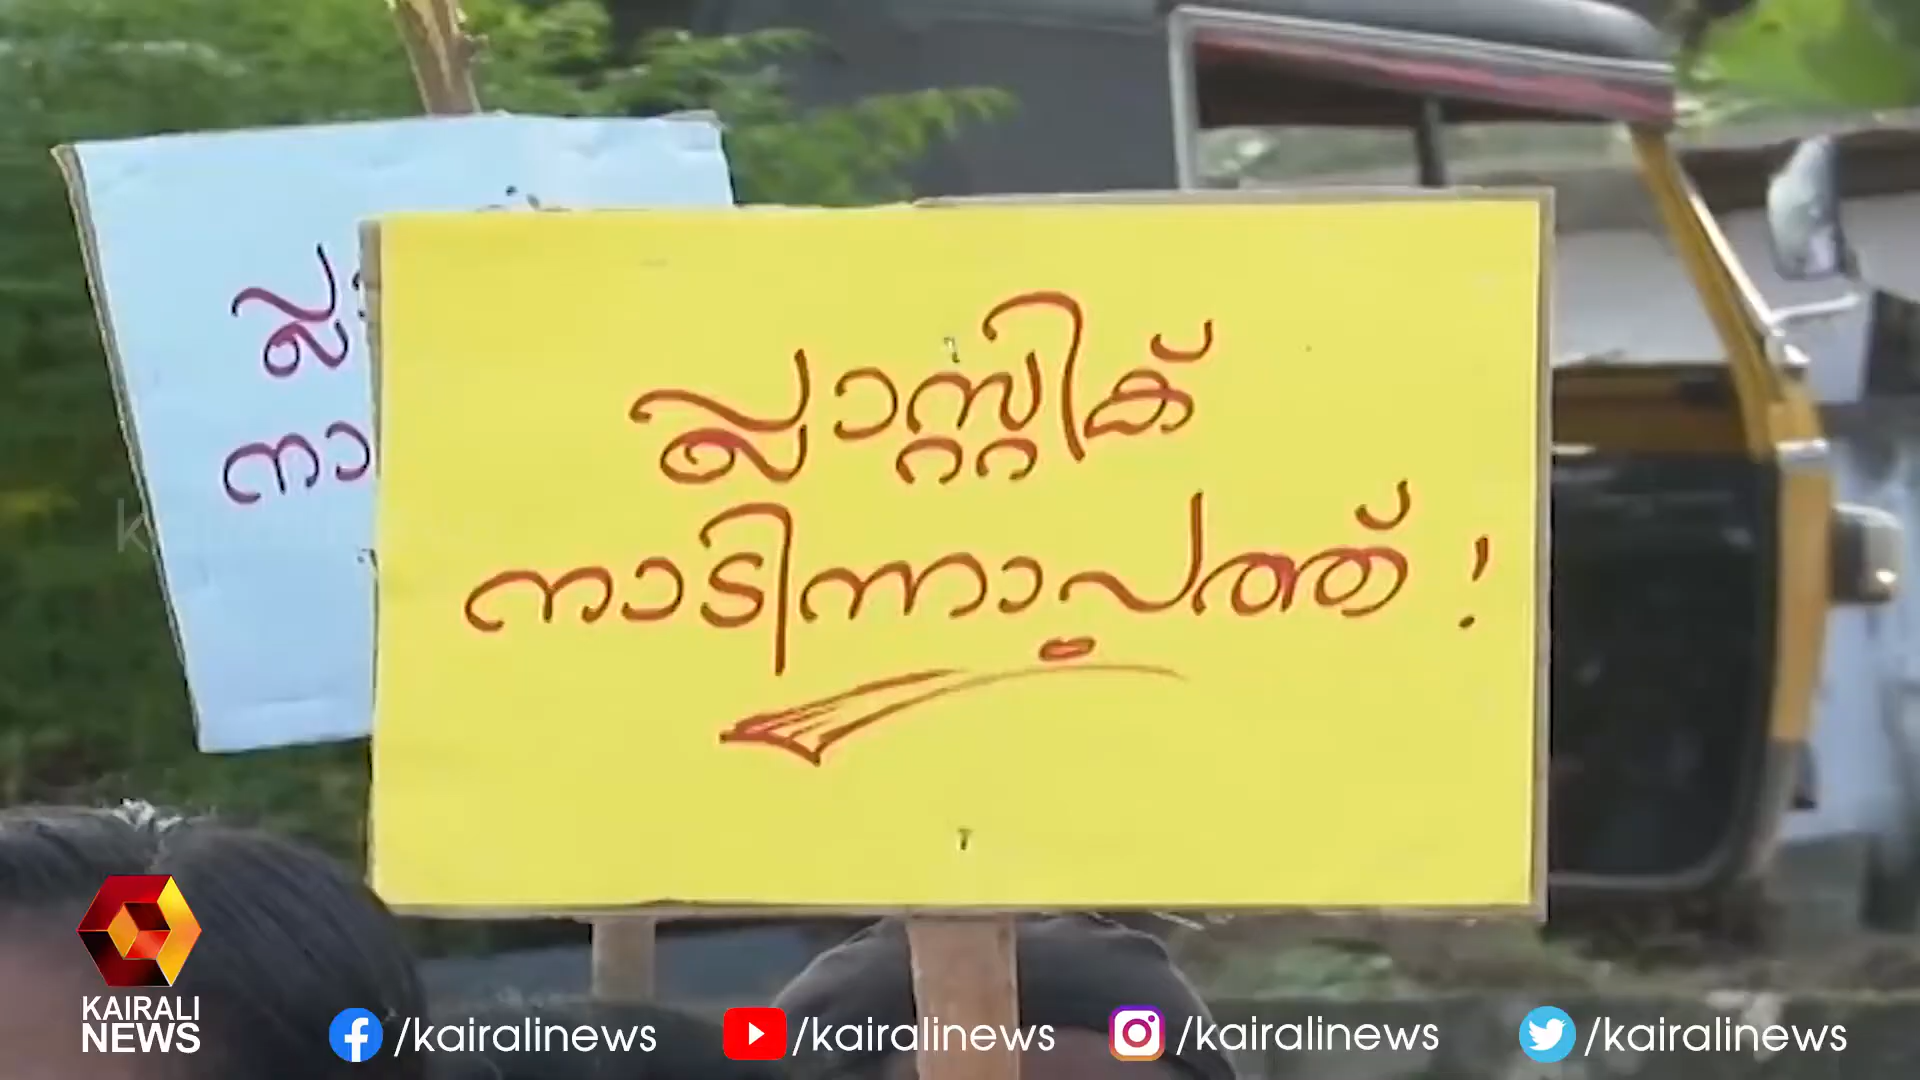 പ്ലാ
നാ
പ്ലാസ്റ്റിക്
നാടിന്നാപത്ത് !
KAIRALI
NEWS
/kairalinews
/kairalinews
/kairalinews
/kairalinews